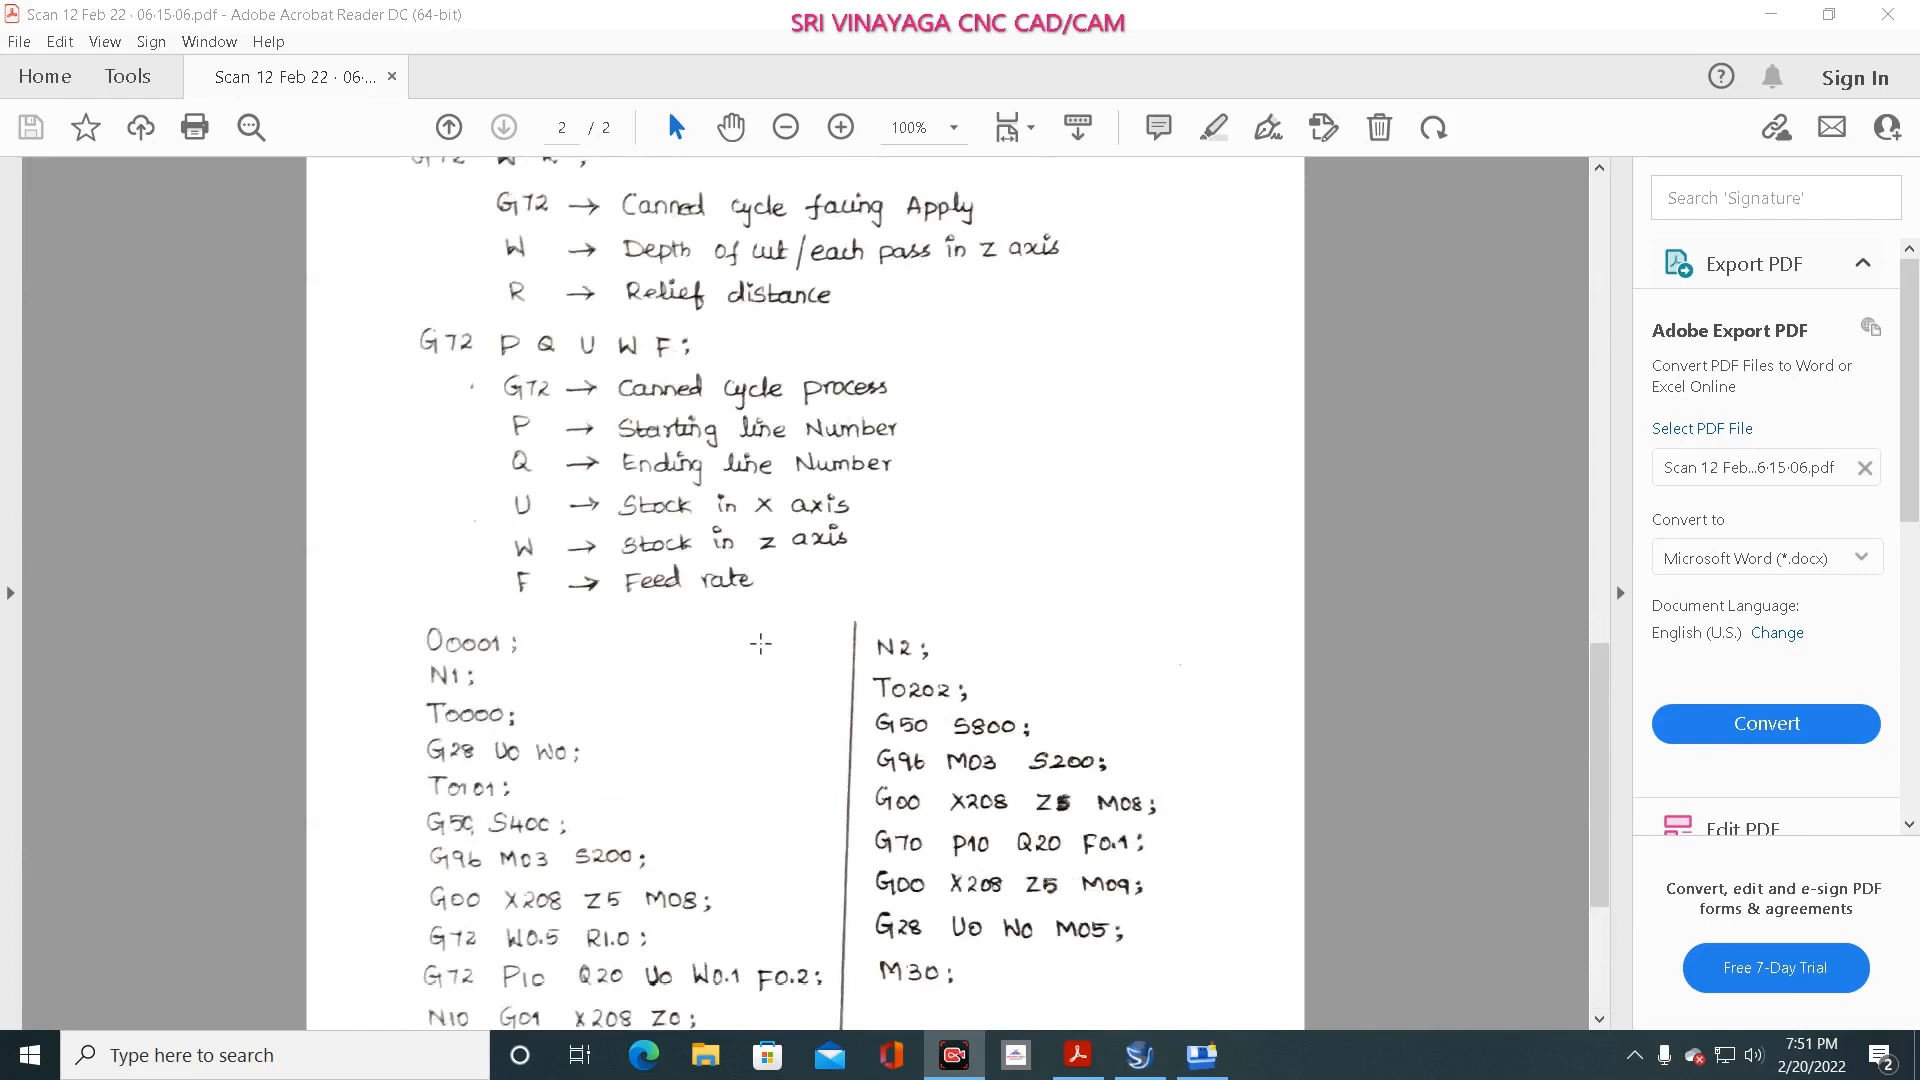 Scan 12 Feb 22 · 06·15·06.pdf - Adobe Acrobat Reader DC (64-bit)
SRI VINAYAGA CNC CAD/CAM
File Edit View Sign Window Help
Home Tools Scan 12 Feb 22 · 06·... × Sign In
2 / 2 100%
G72 W R ;
G72 → Canned cycle facing Apply
W → Depth of cut/each pass in Z axis
R → Relief distance
G72 P Q U W F;
G72 → Canned cycle process
P → Starting line Number
Q → Ending line Number
U → Stock in X axis
W → Stock in Z axis
F → Feed rate
O0001;
N1;
T0000;
G28 U0 W0;
T0101;
G50 S400;
G96 M03 S200;
G00 X208 Z5 M08;
G72 W0.5 R1.0;
G72 P10 Q20 U0 W0.1 F0.2;
N10 G01 X208 Z0;
N2;
T0202;
G50 S800;
G96 M03 S200;
G00 X208 Z5 M08;
G70 P10 Q20 F0.1;
G00 X208 Z5 M09;
G28 U0 W0 M05;
M30;
Search 'Signature'
Export PDF
Adobe Export PDF
Convert PDF Files to Word or
Excel Online
Select PDF File
Scan 12 Feb...6·15·06.pdf
Convert to
Microsoft Word (*.docx)
Document Language:
English (U.S.) Change
Convert
Edit PDF
Convert, edit and e-sign PDF
forms & agreements
Free 7-Day Trial
Type here to search
7:51 PM
2/20/2022
2